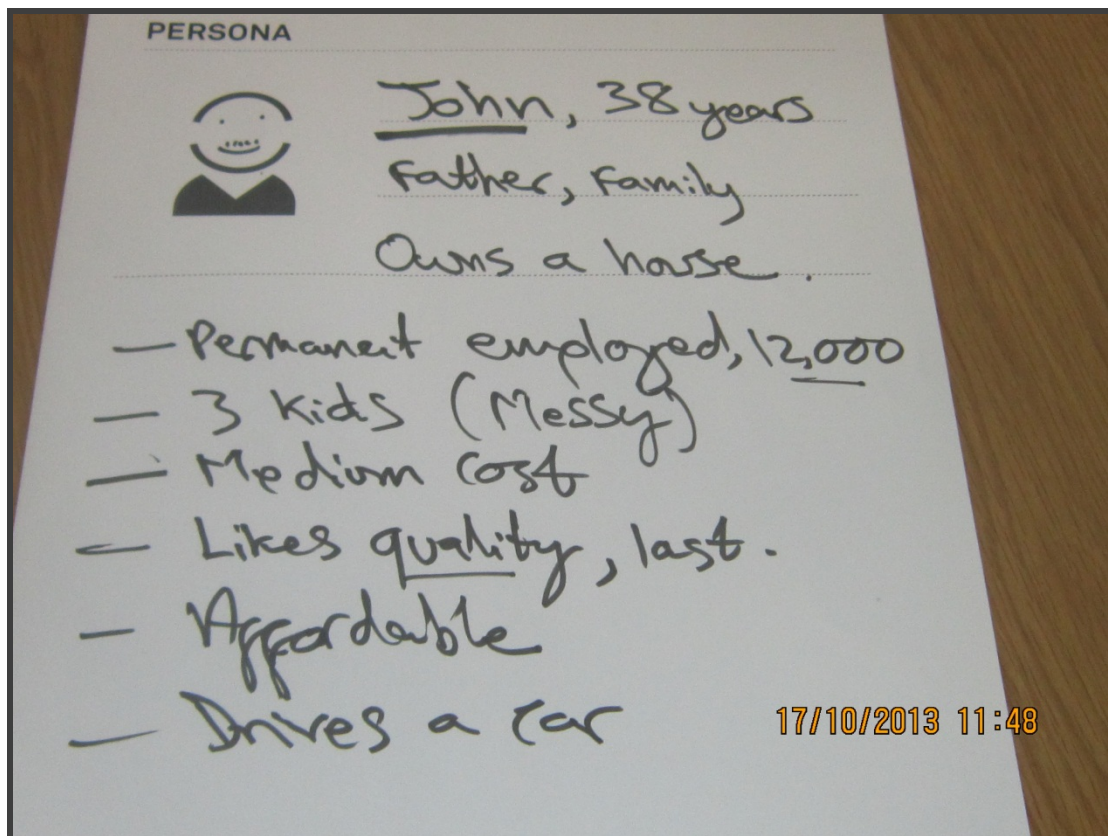 PERSONA
John, 38 years
Father, Family
Owns a house.
— Permanent employed, 12,000
— 3 Kids (Messy)
— Medium cost
— Likes quality, last.
— Affordable
— Drives a car
17/10/2013 11:48